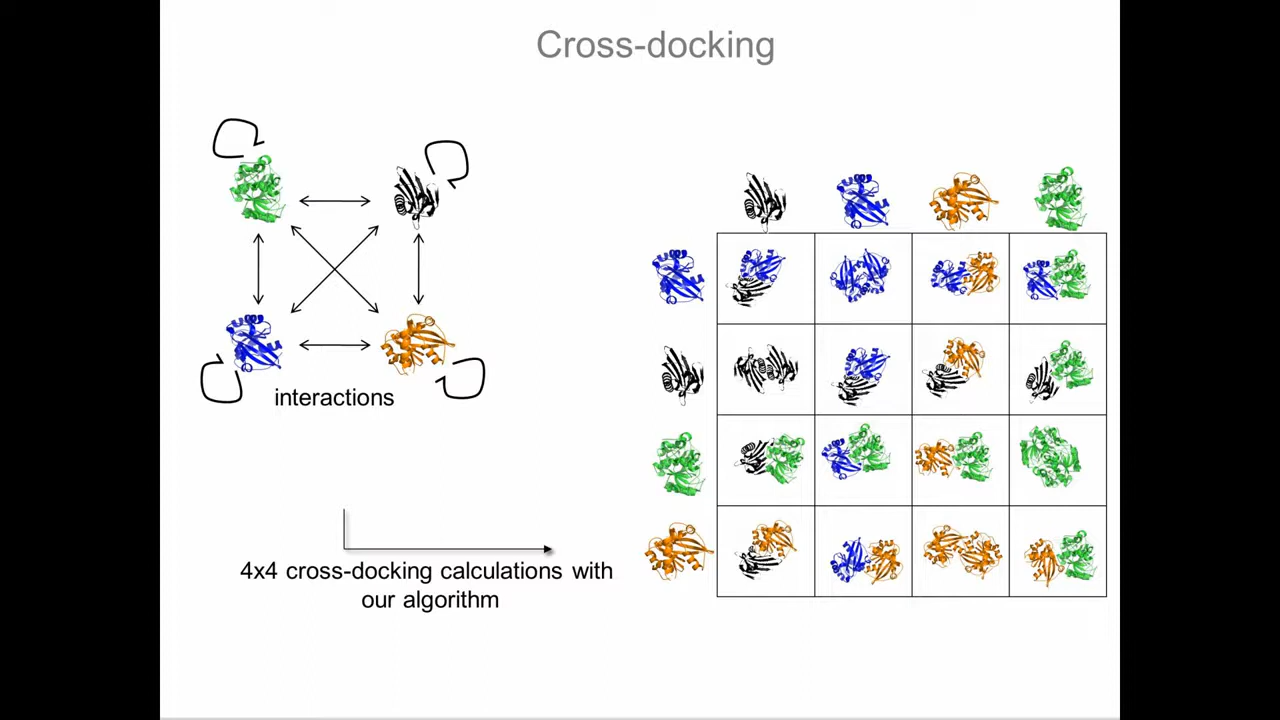 Cross-docking
interactions
4x4 cross-docking calculations with
our algorithm